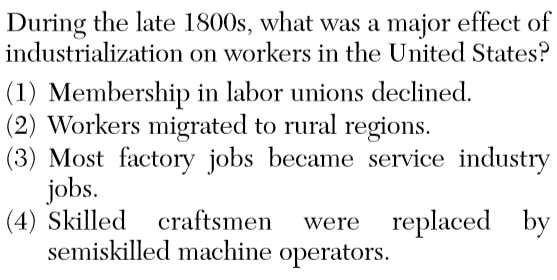 During the late 1800s, what was a major effect of
industrialization on workers in the United States?
(1) Membership in labor unions declined.
(2) Workers migrated to rural regions.
(3) Most factory jobs became service industry
jobs.
(4) Skilled craftsmen were replaced by
semiskilled machine operators.